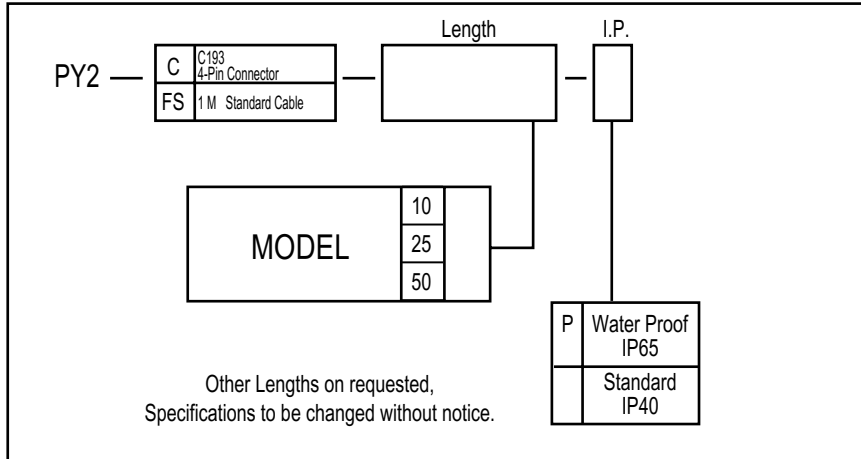 Length
I.P.
PY2 —
C
C193
4-Pin Connector
FS
1 M Standard Cable
MODEL
10
25
50
P
Water Proof
IP65
Standard
IP40
Other Lengths on requested,
Specifications to be changed without notice.